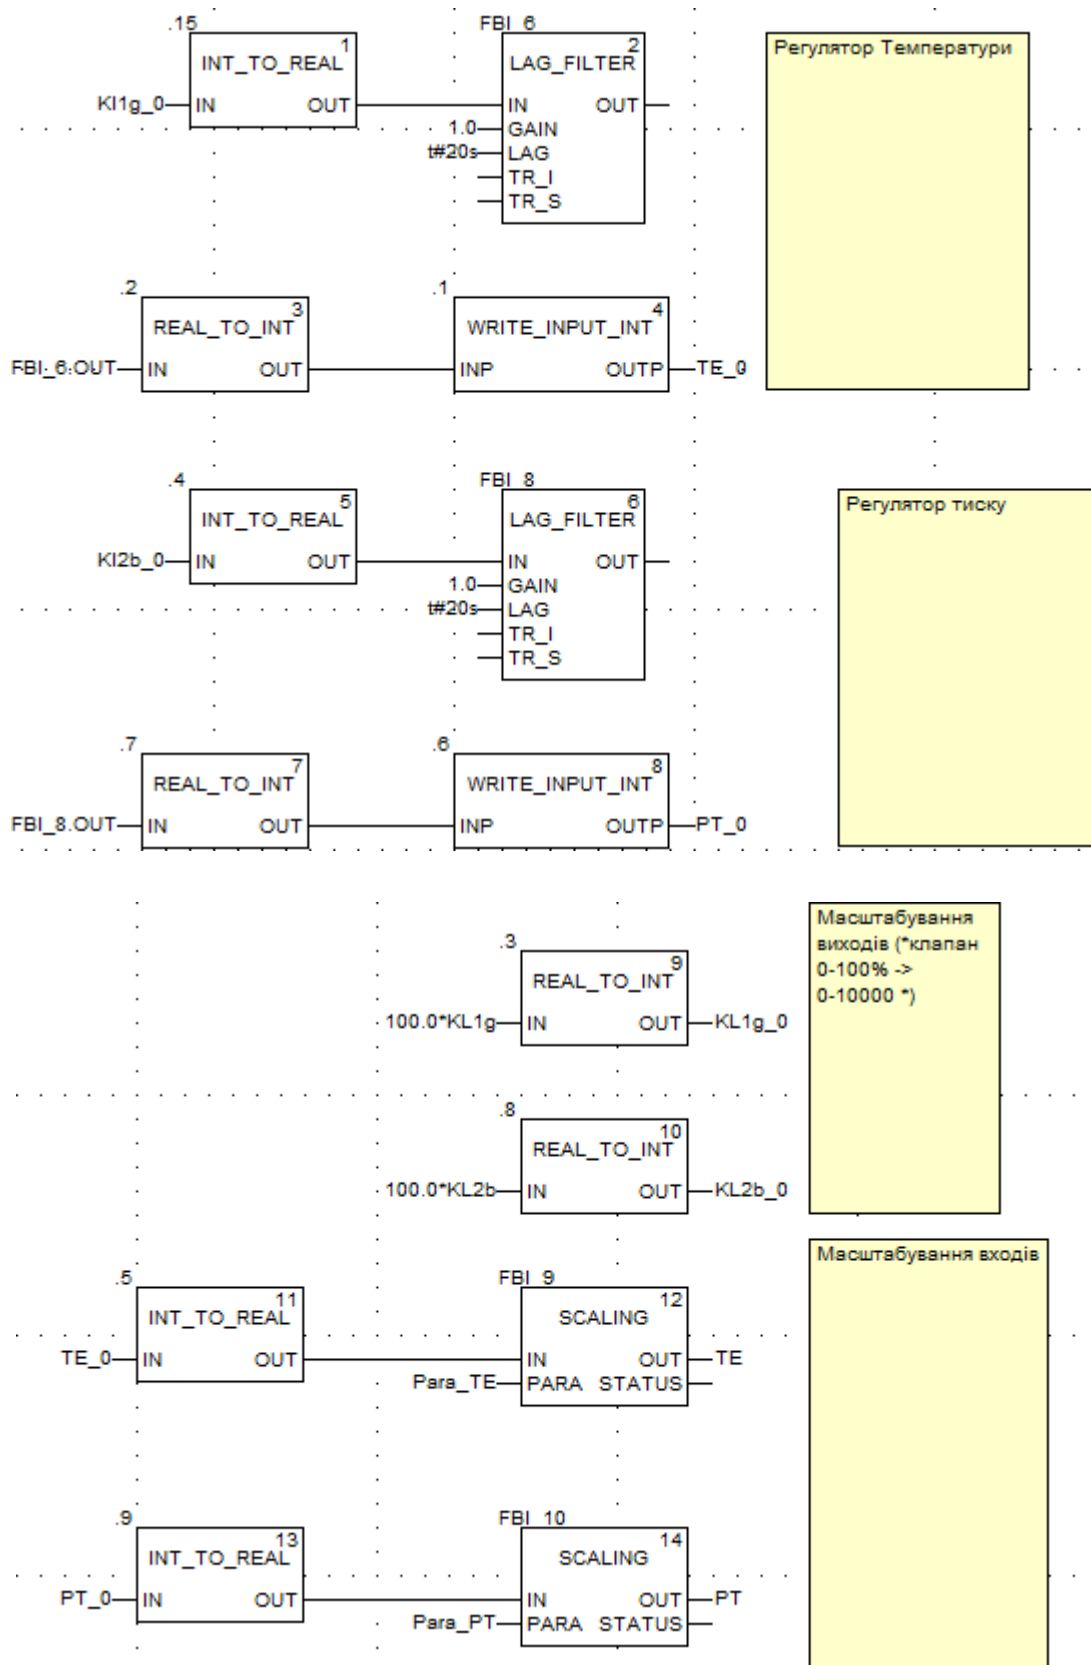 .15
1
INT_TO_REAL
KI1g_0
IN
OUT
FBI_6
2
LAG_FILTER
IN
OUT
1.0
GAIN
t#20s
LAG
TR_I
TR_S
Регулятор Температури
.2
3
REAL_TO_INT
FBI_6.OUT
IN
OUT
.1
4
WRITE_INPUT_INT
INP
OUTP
TE_0
.4
5
INT_TO_REAL
KI2b_0
IN
OUT
FBI_8
6
LAG_FILTER
IN
OUT
1.0
GAIN
t#20s
LAG
TR_I
TR_S
Регулятор тиску
.7
7
REAL_TO_INT
FBI_8.OUT
IN
OUT
.6
8
WRITE_INPUT_INT
INP
OUTP
PT_0
.3
9
REAL_TO_INT
100.0*KL1g
IN
OUT
KL1g_0
Масштабування
виходів (*клапан
0-100% ->
0-10000 *)
.8
10
REAL_TO_INT
100.0*KL2b
IN
OUT
KL2b_0
.5
11
INT_TO_REAL
TE_0
IN
OUT
FBI_9
12
SCALING
IN
OUT
TE
Para_TE
PARA
STATUS
Масштабування входів
.9
13
INT_TO_REAL
PT_0
IN
OUT
FBI_10
14
SCALING
IN
OUT
PT
Para_PT
PARA
STATUS